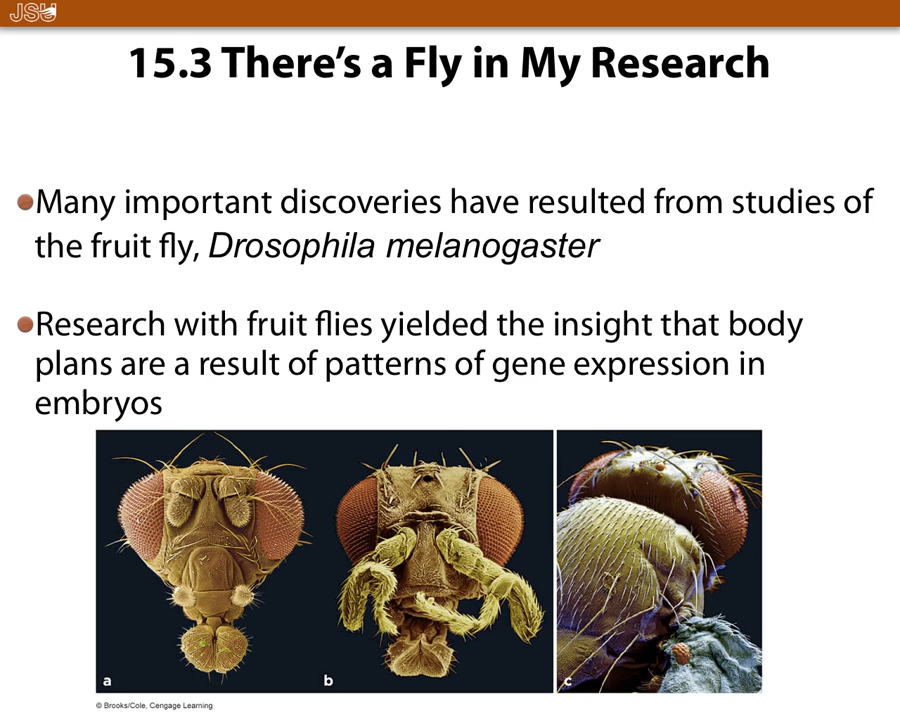 JSU
15.3 There's a Fly in My Research
Many important discoveries have resulted from studies of
the fruit fly, Drosophila melanogaster
Research with fruit flies yielded the insight that body
plans are a result of patterns of gene expression in
embryos
a b c
© Brooks/Cole, Cengage Learning